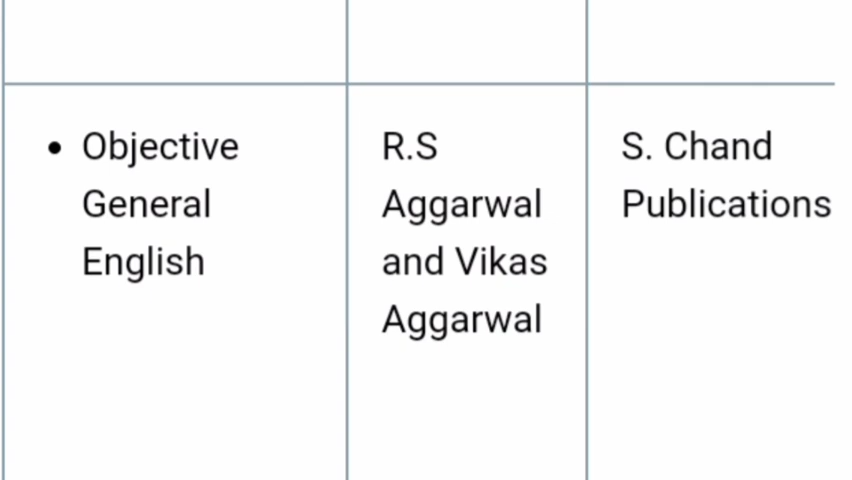 Objective
General
English
R.S
Aggarwal
and Vikas
Aggarwal
S. Chand
Publications